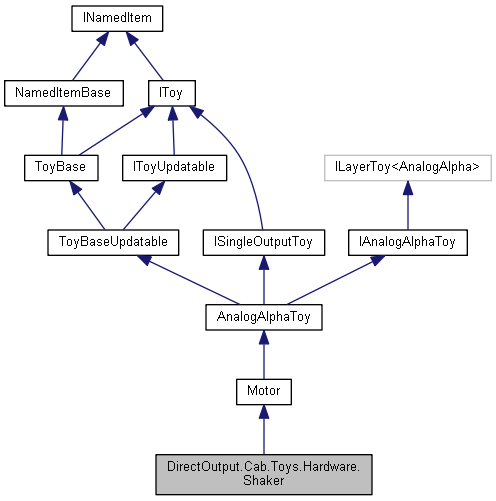 INamedItem
NamedItemBase
IToy
ToyBase
IToyUpdatable
ILayerToy<AnalogAlpha>
ToyBaseUpdatable
ISingleOutputToy
IAnalogAlphaToy
AnalogAlphaToy
Motor
DirectOutput.Cab.Toys.Hardware.
Shaker